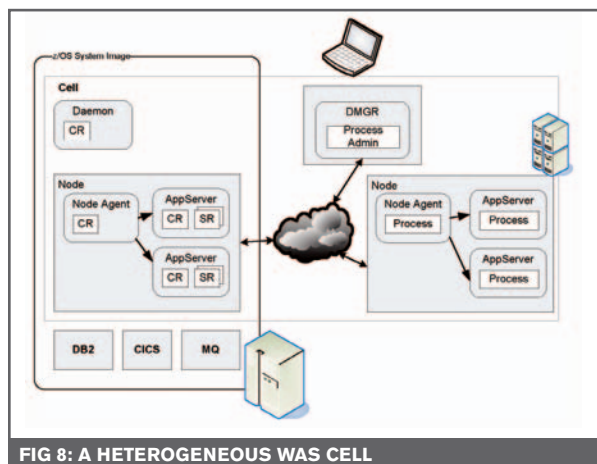 z/OS System Image
Cell
Daemon
CR
DMGR
Process
Admin
Node
Node Agent
CR
AppServer
CR SR
AppServer
CR SR
Node
Node Agent
Process
AppServer
Process
AppServer
Process
DB2 CICS MQ
FIG 8: A HETEROGENEOUS WAS CELL